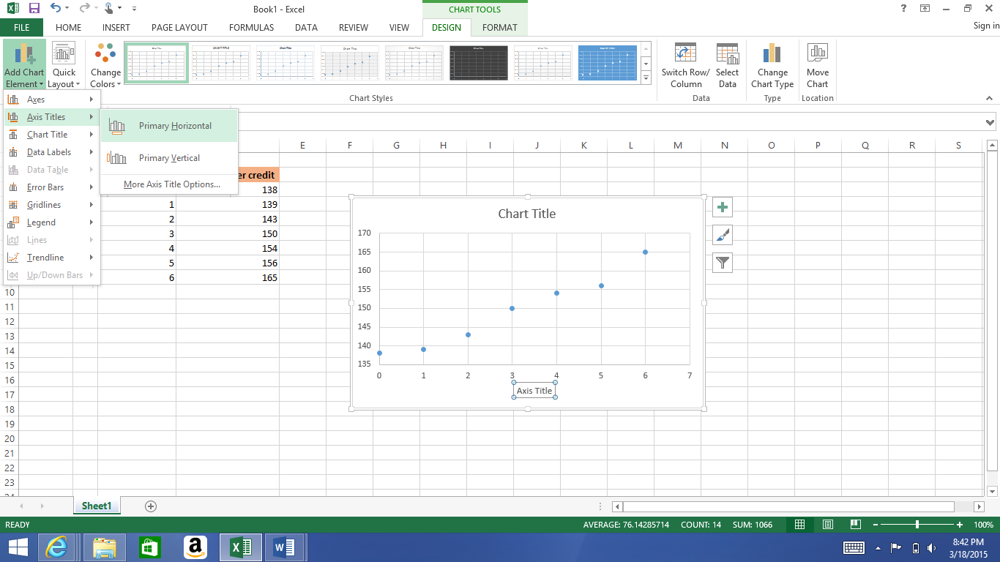 Book1 - Excel
CHART TOOLS
?
FILE HOME INSERT PAGE LAYOUT FORMULAS DATA REVIEW VIEW DESIGN FORMAT Sign in
Add Chart Element
Quick Layout
Change Colors
Switch Row/ Column
Select Data
Change Chart Type
Move Chart
Chart Styles
Data
Type
Location
Axes
Axis Titles
Chart Title
Data Labels
Data Table
Error Bars
Gridlines
Legend
Lines
Trendline
Up/Down Bars
Primary Horizontal
Primary Vertical
More Axis Title Options...
E F G H I J K L M N O P Q R S
er credit
138
1 139
2 143
3 150
4 154
5 156
6 165
10
11
12
13
14
15
16
17
18
19
20
21
22
23
Chart Title
170
165
160
155
150
145
140
135
0 1 2 3 4 5 6 7
Axis Title
Sheet1
READY
AVERAGE: 76.14285714 COUNT: 14 SUM: 1066
100%
8:42 PM
3/18/2015